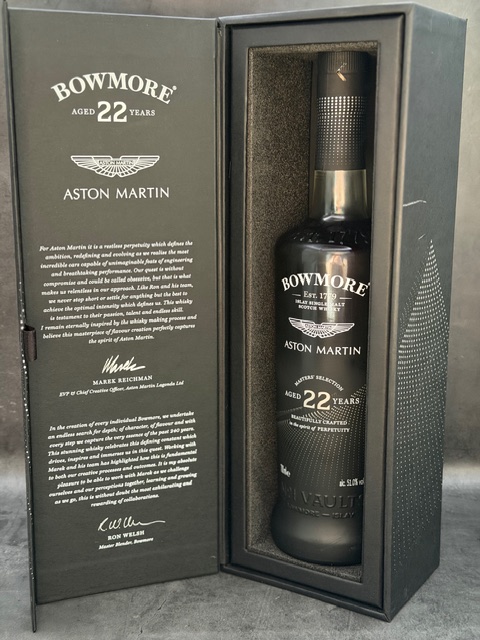 BOWMORE®
AGED 22 YEARS
ASTON MARTIN
ASTON MARTIN
For Aston Martin it is a restless perpetuity which defines the
ambition, redefining and evolving as we realise the most
incredible cars capable of unimaginable feats of engineering
and breathtaking performance. Our quest is without
compromise and could be called obsessive, but that is what
makes us relentless in our approach. Like Ron and his team,
we never stop short or settle for anything but the best to
achieve the optimal intensity which defines us. This whisky
is testament to their passion, talent and endless skill.
I remain eternally inspired by the whisky making process and
believe this masterpiece of flavour creation perfectly captures
the spirit of Aston Martin.
MAREK REICHMAN
EVP & Chief Creative Officer, Aston Martin Lagonda Ltd
In the creation of every individual Bowmore, we undertake
an endless search for depth, of character, of flavour and with
every step we capture the very essence of the past 240 years.
This stunning whisky celebrates this defining constant which
drives, inspires and immerses us in this quest. Working with
Marek and his team has highlighted how this is fundamental
to both our creative processes and outcomes. It is my absolute
pleasure to be able to work with Marek as we challenge
ourselves and our perceptions together, learning and growing
as we go, this is without doubt the most exhilarating and
rewarding of collaborations.
RON WELSH
Master Blender, Bowmore
BOWMORE®
EST. 1779
ISLAY SINGLE MALT
SCOTCH WHISKY
ASTON MARTIN
ASTON MARTIN
MASTERS' SELECTION
AGED 22 YEARS
BEAUTIFULLY CRAFTED
in the spirit of PERPETUITY
70cl e
alc. 51.0% vol
VAULTS